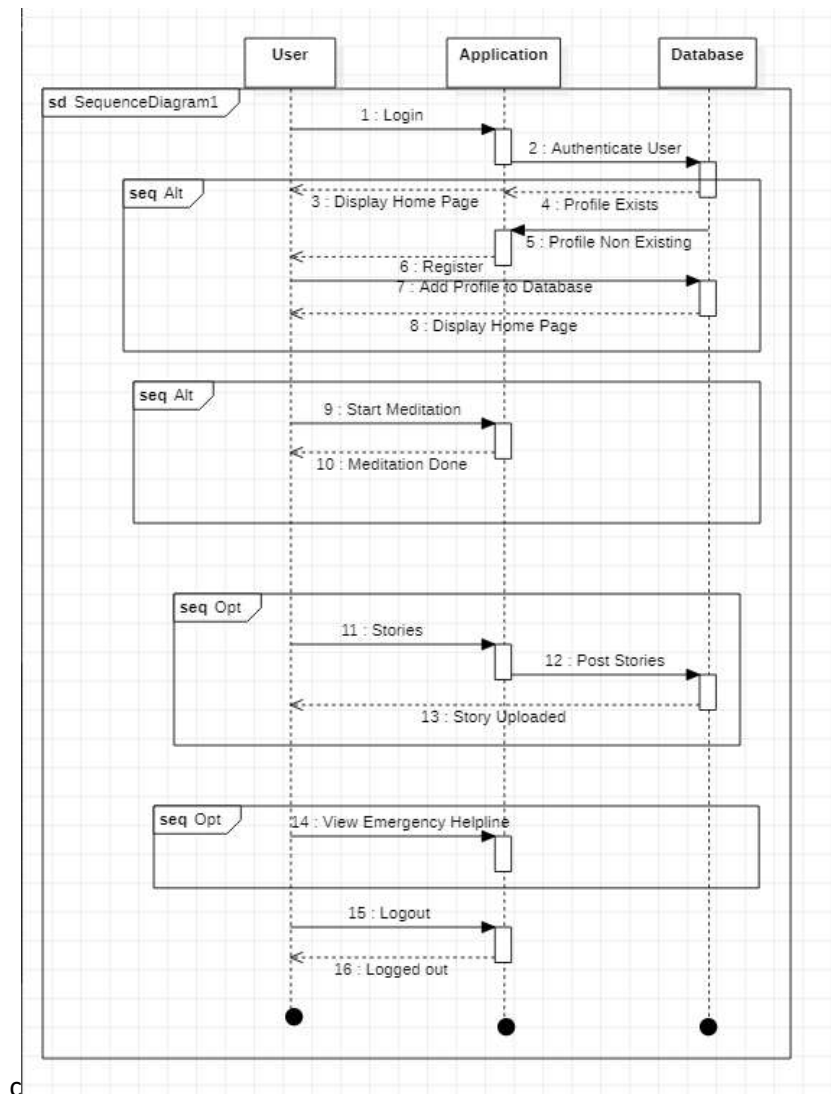 User Application Database
sd SequenceDiagram1
1 : Login
2 : Authenticate User
seq Alt
3 : Display Home Page
4 : Profile Exists
5 : Profile Non Existing
6 : Register
7 : Add Profile to Database
8 : Display Home Page
seq Alt
9 : Start Meditation
10 : Meditation Done
seq Opt
11 : Stories
12 : Post Stories
13 : Story Uploaded
seq Opt
14 : View Emergency Helpline
15 : Logout
16 : Logged out